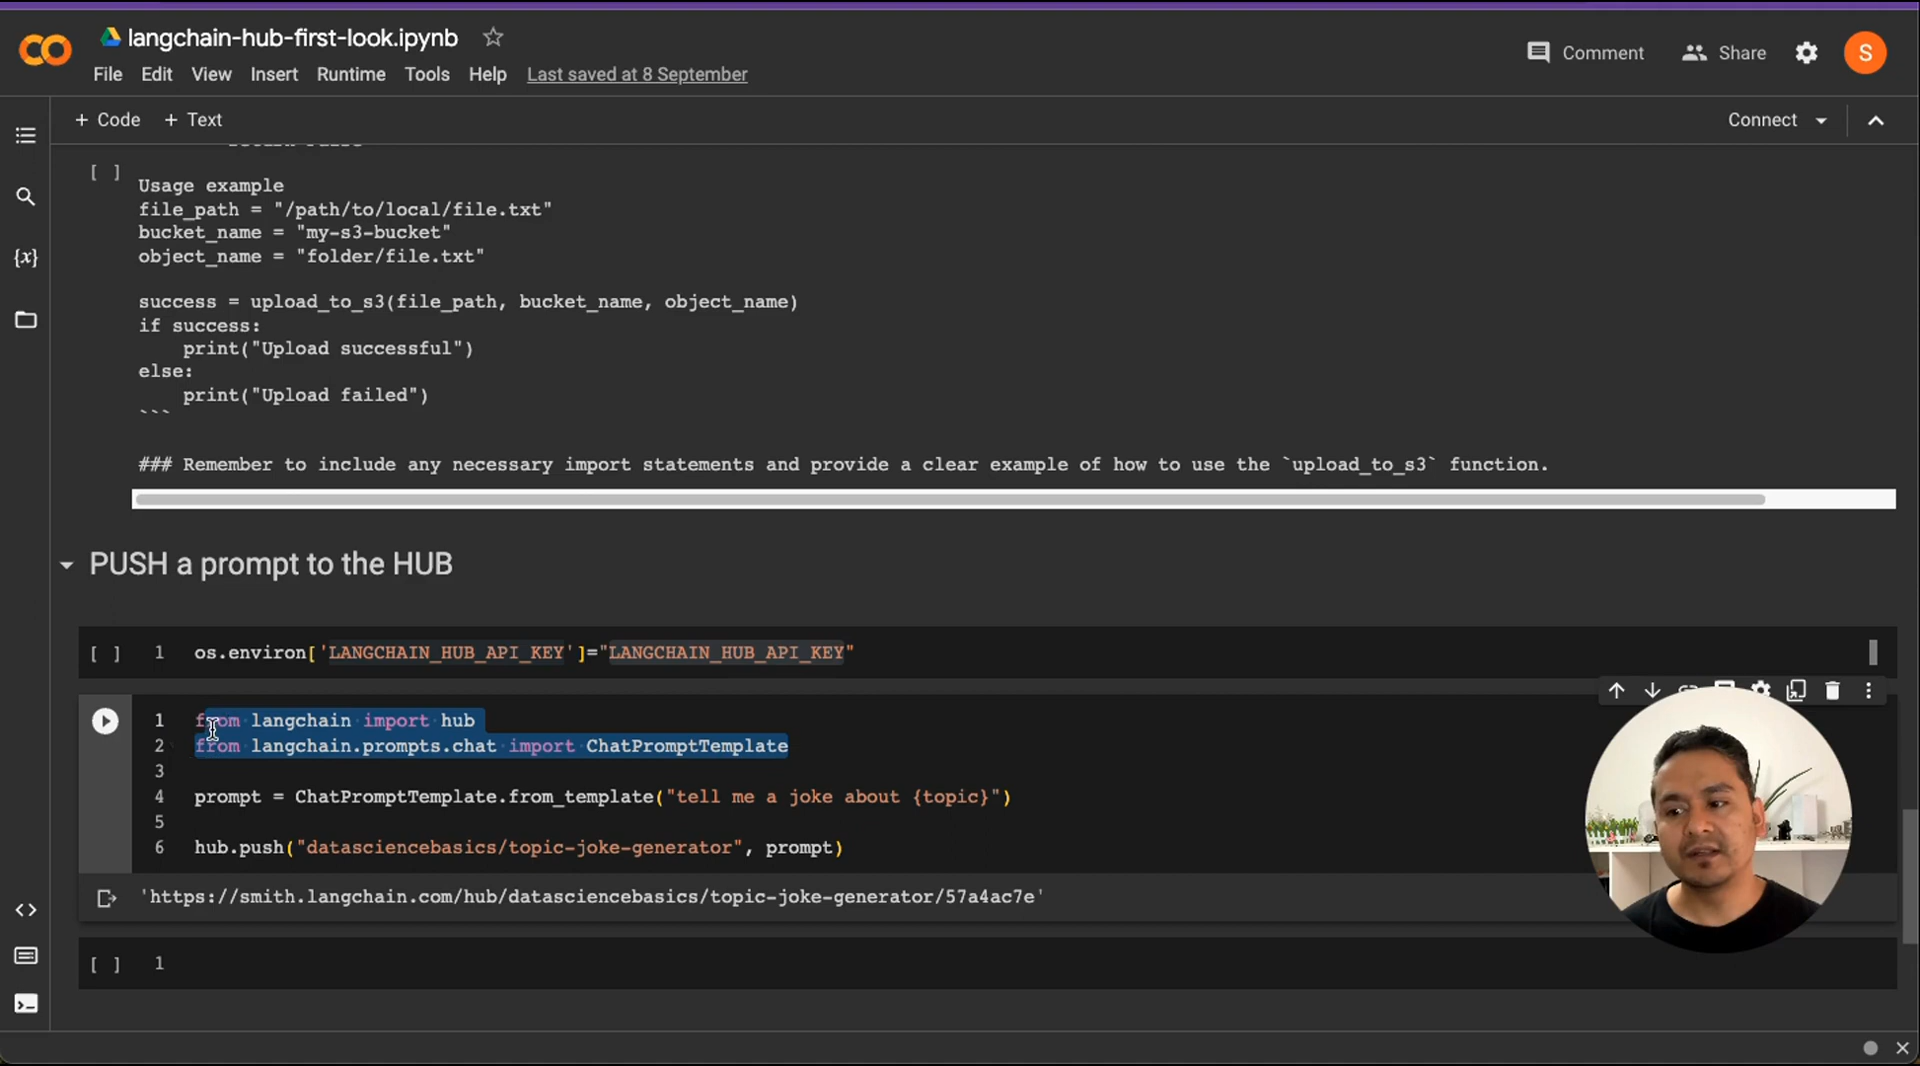 langchain-hub-first-look.ipynb
File Edit View Insert Runtime Tools Help Last saved at 8 September
Comment Share S
+ Code + Text
Connect
[ ]
Usage example
file_path = "/path/to/local/file.txt"
bucket_name = "my-s3-bucket"
object_name = "folder/file.txt"
success = upload_to_s3(file_path, bucket_name, object_name)
if success:
    print("Upload successful")
else:
    print("Upload failed")
```
### Remember to include any necessary import statements and provide a clear example of how to use the `upload_to_s3` function.
PUSH a prompt to the HUB
[ ] 1 os.environ['LANGCHAIN_HUB_API_KEY']="LANGCHAIN_HUB_API_KEY"
1 from langchain import hub
2 from langchain.prompts.chat import ChatPromptTemplate
3
4 prompt = ChatPromptTemplate.from_template("tell me a joke about {topic}")
5
6 hub.push("datasciencebasics/topic-joke-generator", prompt)
'https://smith.langchain.com/hub/datasciencebasics/topic-joke-generator/57a4ac7e'
[ ] 1